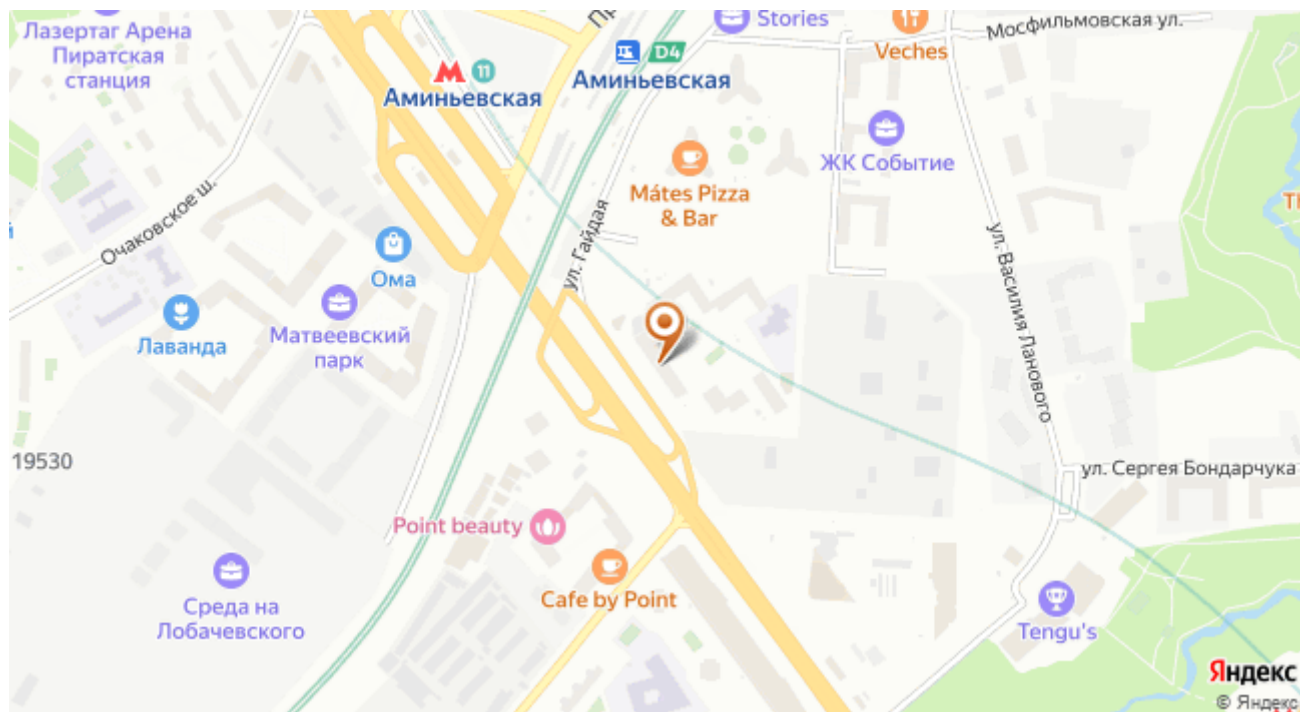 Лазертаг Арена
Пиратская
станция
Stories
Veches
Мосфильмовская ул.
М 11
Аминьевская
D4
Аминьевская
ЖК Событие
Mátes Pizza
& Bar
Очаковское ш.
ул. Гайдая
Ома
Матвеевский
парк
Лаванда
ул. Василия Ланового
19530
ул. Сергея Бондарчука
Point beauty
Cafe by Point
Среда на
Лобачевского
Tengu's
Яндекс
© Яндекс